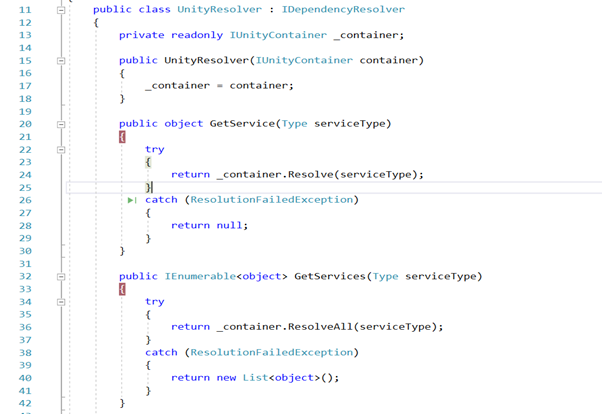 11 public class UnityResolver : IDependencyResolver
12 {
13 private readonly IUnityContainer _container;
14
15 public UnityResolver(IUnityContainer container)
16 {
17 _container = container;
18 }
19
20 public object GetService(Type serviceType)
21 {
22 try
23 {
24 return _container.Resolve(serviceType);
25 }
26 catch (ResolutionFailedException)
27 {
28 return null;
29 }
30 }
31
32 public IEnumerable<object> GetServices(Type serviceType)
33 {
34 try
35 {
36 return _container.ResolveAll(serviceType);
37 }
38 catch (ResolutionFailedException)
39 {
40 return new List<object>();
41 }
42 }